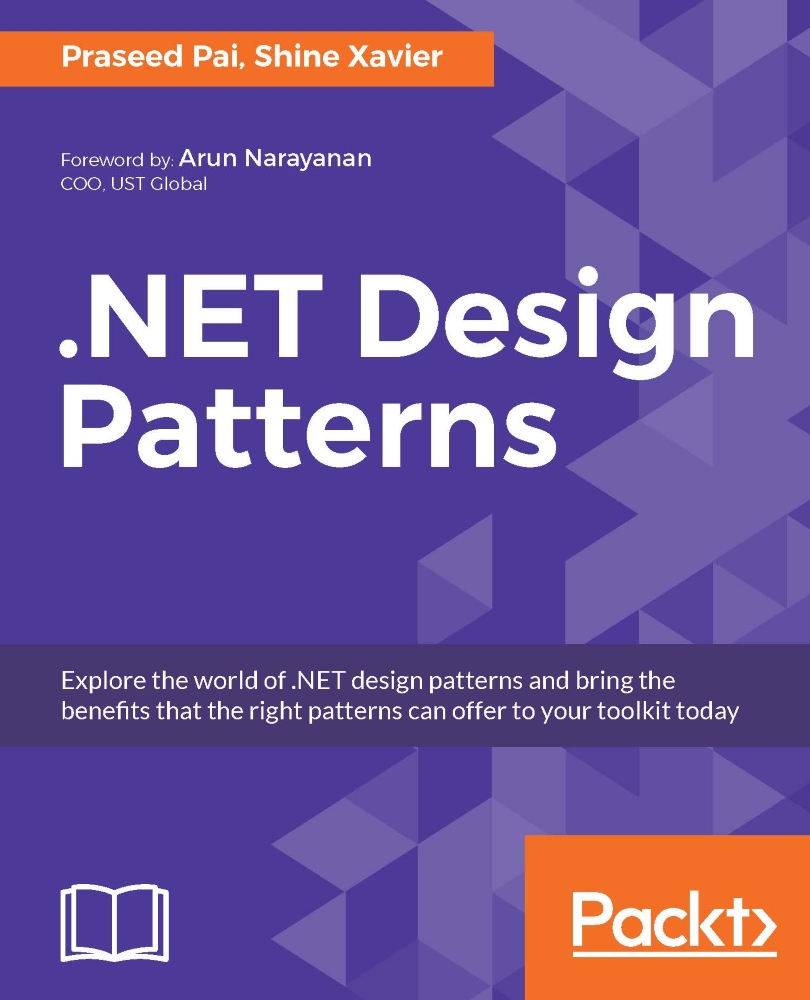 Praseed Pai, Shine Xavier
Foreword by: Arun Narayanan
COO, UST Global
.NET Design
Patterns
Explore the world of .NET design patterns and bring the
benefits that the right patterns can offer to your toolkit today
Packt>